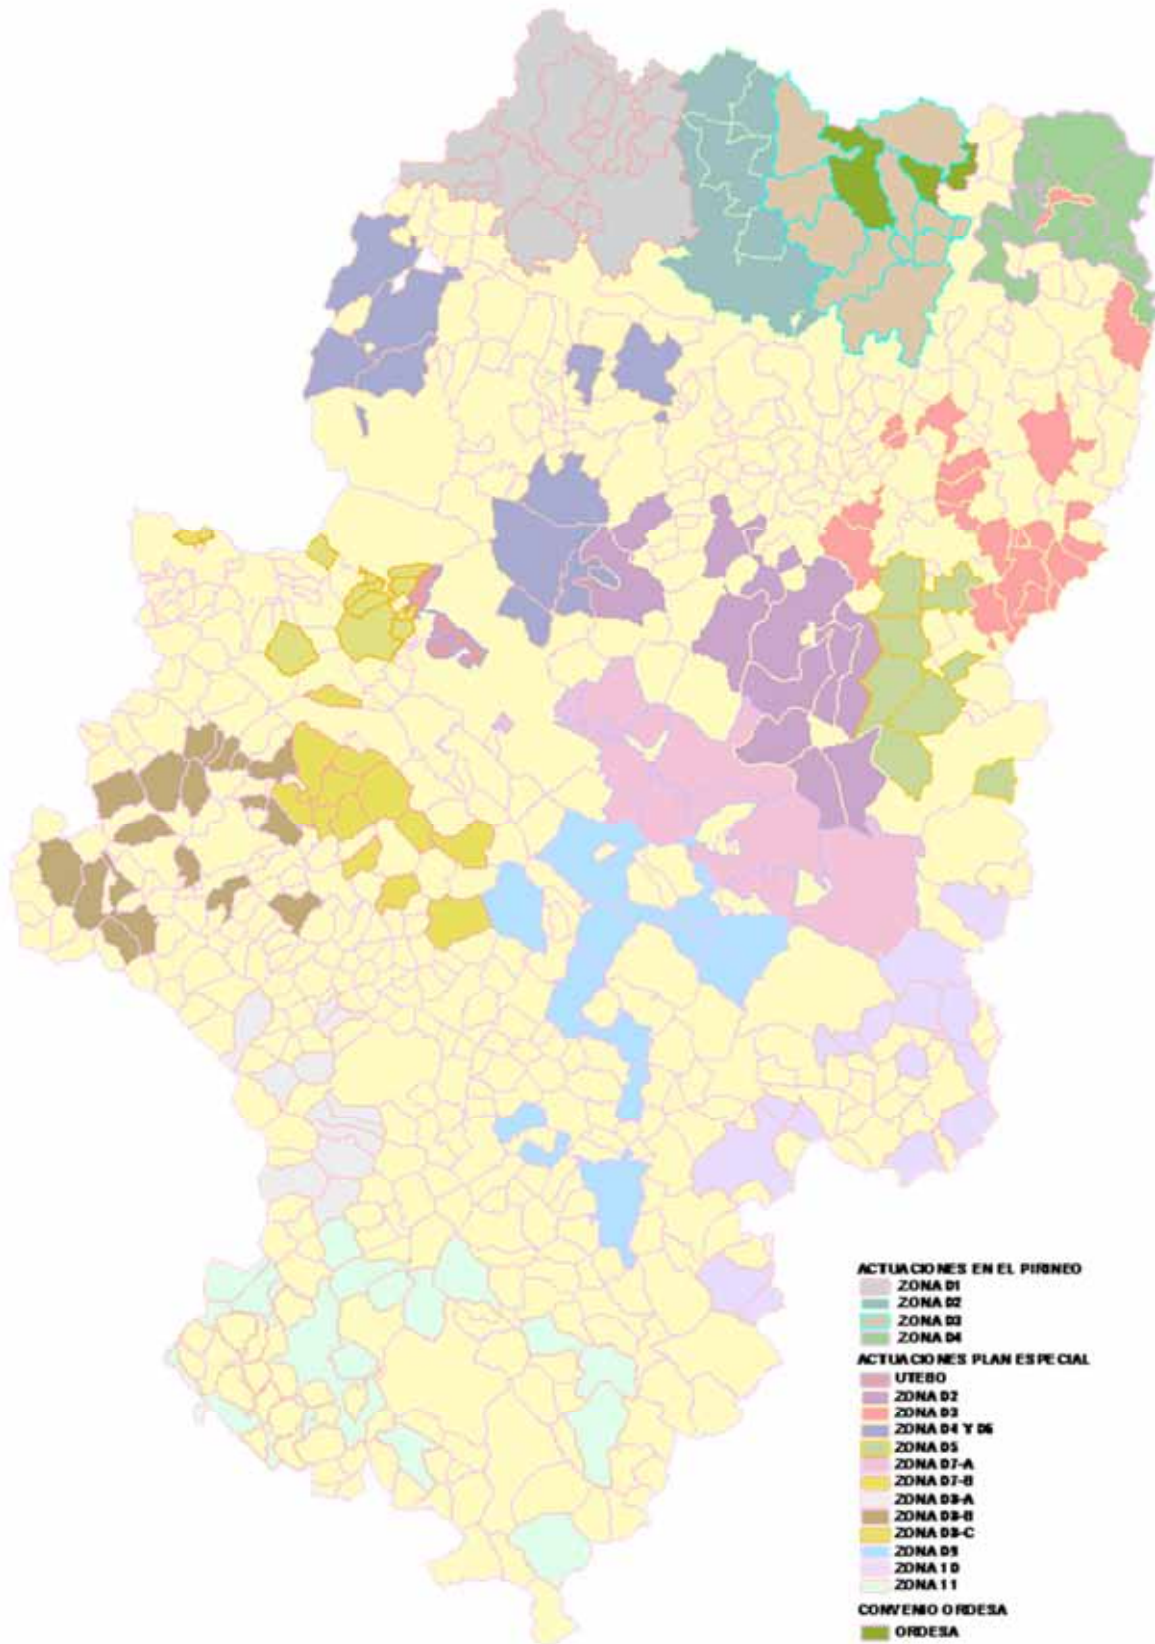 ACTUACIONES EN EL PIRINEO
ZONA 01
ZONA 02
ZONA 03
ZONA 04
ACTUACIONES PLAN ESPECIAL
UTEBO
ZONA 02
ZONA 03
ZONA 04 Y 06
ZONA 05
ZONA 07-A
ZONA 07-B
ZONA 08-A
ZONA 08-B
ZONA 08-C
ZONA 09
ZONA 10
ZONA 11
CONVENIO ORDESA
ORDESA